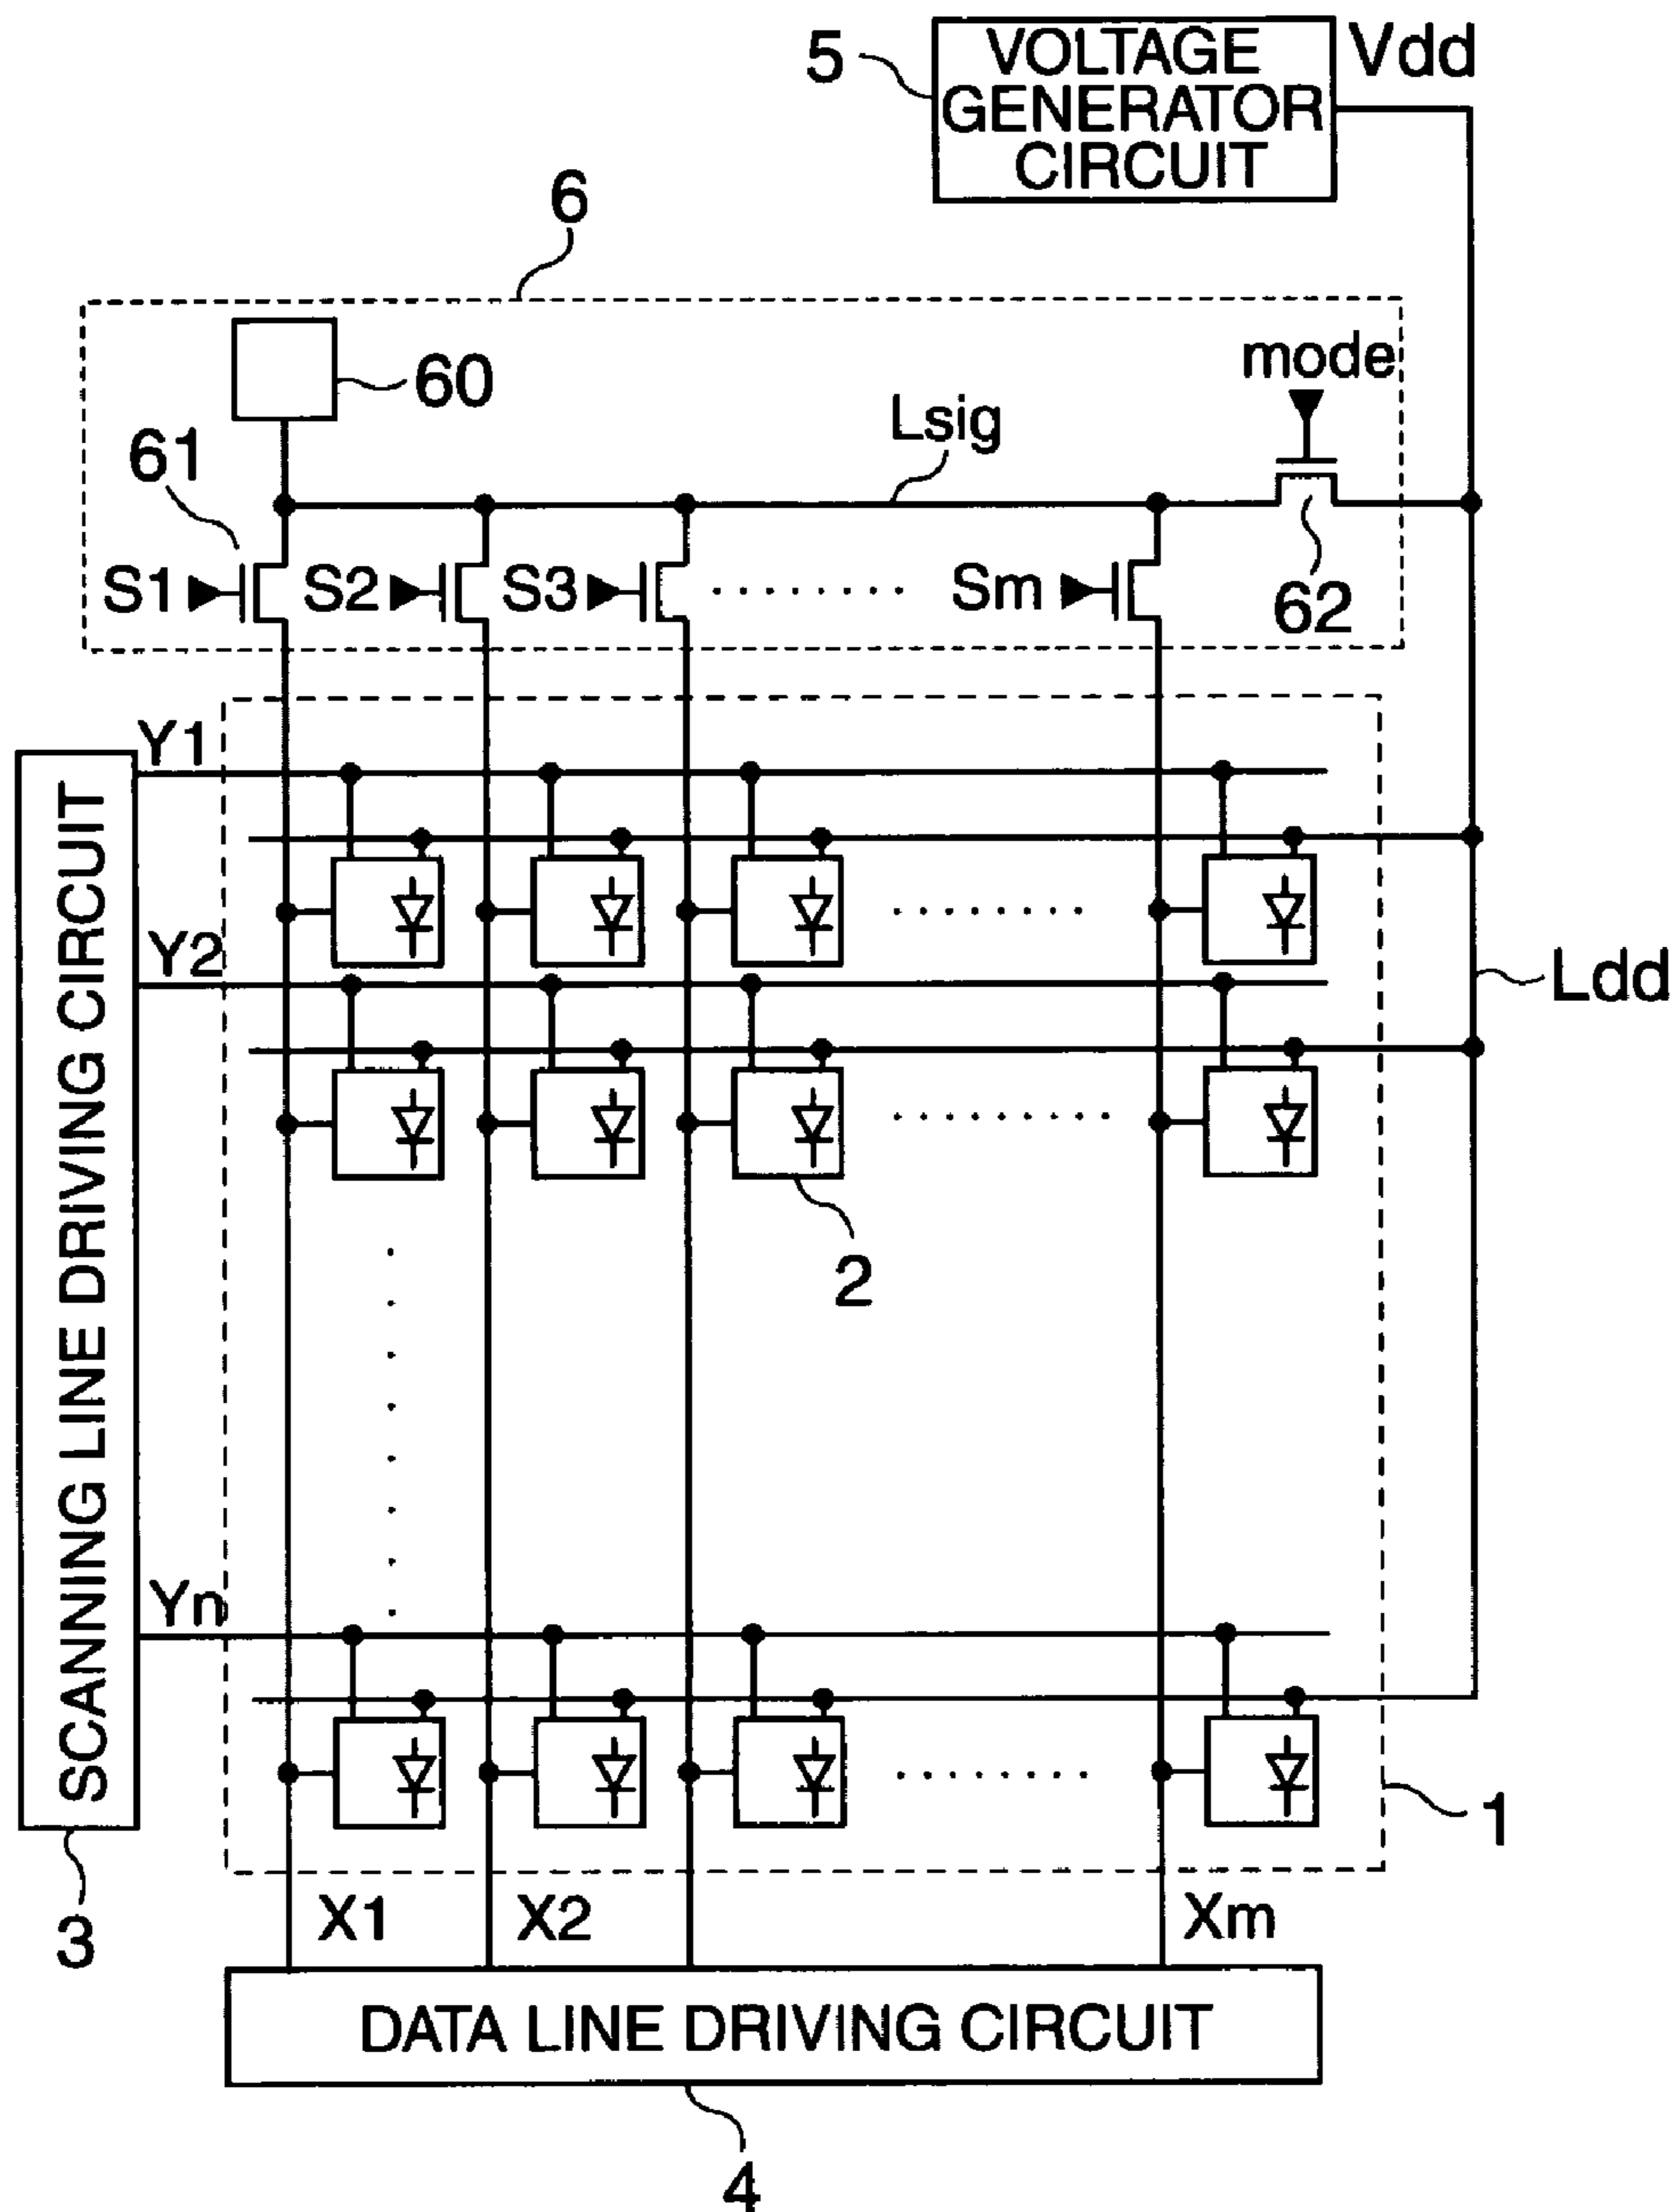 5
VOLTAGE
GENERATOR
CIRCUIT
Vdd
6
60
mode
61
Lsig
S1
S2
S3
Sm
62
Y1
Y2
Ldd
SCANNING LINE DRIVING CIRCUIT
2
Yn
1
3
X1
X2
Xm
DATA LINE DRIVING CIRCUIT
4